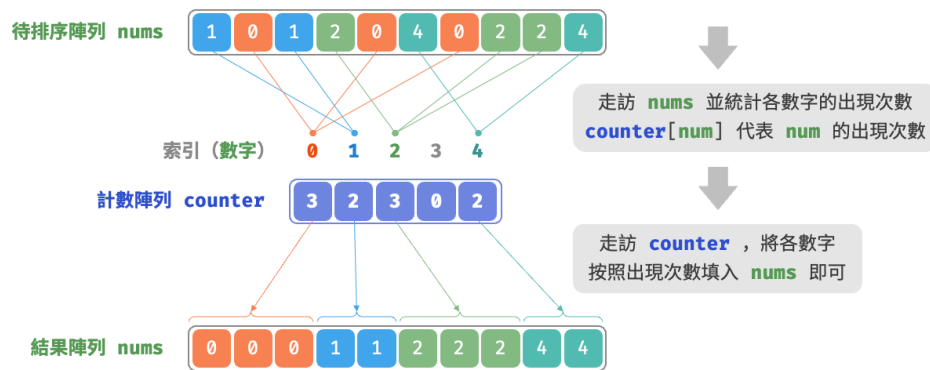 待排序陣列 nums
1 0 1 2 0 4 0 2 2 4
走訪 nums 並統計各數字的出現次數
counter[num] 代表 num 的出現次數
索引（數字） 0 1 2 3 4
計數陣列 counter
3 2 3 0 2
走訪 counter ，將各數字
按照出現次數填入 nums 即可
結果陣列 nums
0 0 0 1 1 2 2 2 4 4